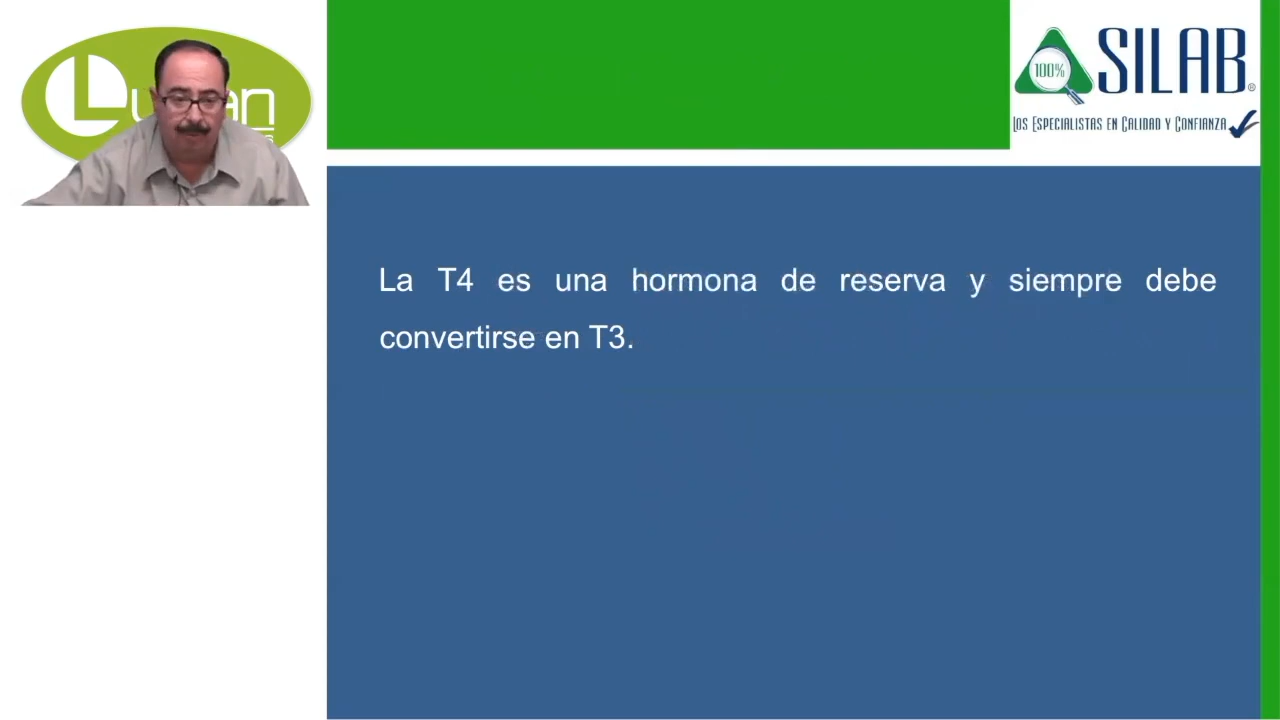 100%
SILAB®
Los Especialistas en Calidad y Confianza
La T4 es una hormona de reserva y siempre debe
convertirse en T3.